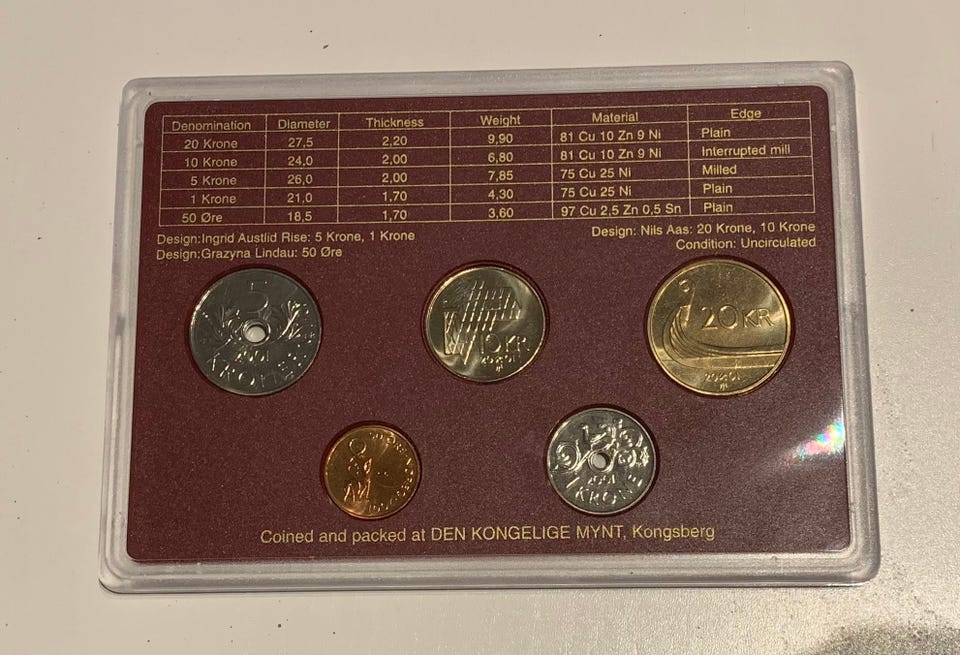 Denomination Diameter Thickness Weight Material Edge
20 Krone 27,5 2,20 9,90 81 Cu 10 Zn 9 Ni Plain
10 Krone 24,0 2,00 6,80 81 Cu 10 Zn 9 Ni Interrupted mill
5 Krone 26,0 2,00 7,85 75 Cu 25 Ni Milled
1 Krone 21,0 1,70 4,30 75 Cu 25 Ni Plain
50 Øre 18,5 1,70 3,60 97 Cu 2,5 Zn 0,5 Sn Plain
Design:Ingrid Austlid Rise: 5 Krone, 1 Krone
Design:Grazyna Lindau: 50 Øre
Design: Nils Aas: 20 Krone, 10 Krone
Condition: Uncirculated
5
2001
KRONER
10 KR
20 01
20 KR
20 01
50 ØRE
1
2001
KRONE
Coined and packed at DEN KONGELIGE MYNT, Kongsberg